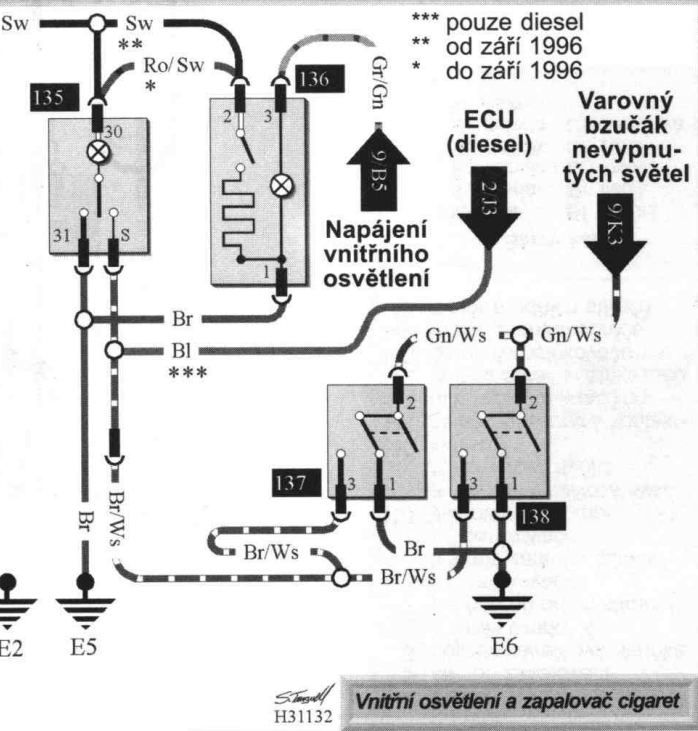 Sw
Sw
**
*** pouze diesel
** od září 1996
* do září 1996
Ro/Sw
*
135
136
Gr/Gn
30
2
3
ECU
(diesel)
Varovný
bzučák
nevypnu-
tých světel
9/B5
2/J3
9/K3
31
S
1
Napájení
vnitřního
osvětlení
Br
Bl
***
Gn/Ws
Gn/Ws
2
2
137
3
1
3
1
138
Br
Br/Ws
Br/Ws
Br
Br/Ws
E2
E5
E6
H31132
Vnitřní osvětlení a zapalovač cigaret